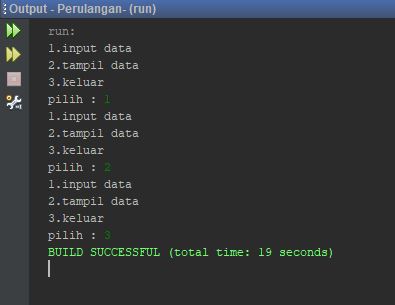 Output - Perulangan- (run)
run:
1.input data
2.tampil data
3.keluar
pilih : 1
1.input data
2.tampil data
3.keluar
pilih : 2
1.input data
2.tampil data
3.keluar
pilih : 3
BUILD SUCCESSFUL (total time: 19 seconds)